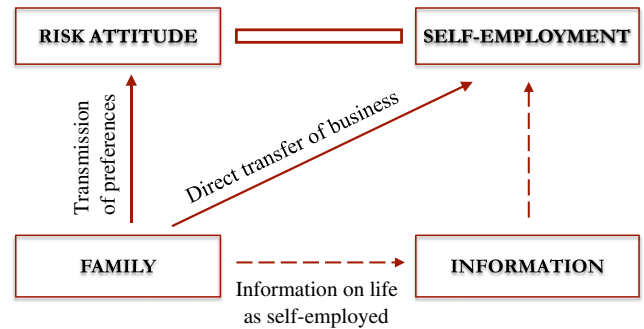 RISK ATTITUDE
SELF-EMPLOYMENT
Transmission
of preferences
Direct transfer of business
FAMILY
INFORMATION
Information on life
as self-employed